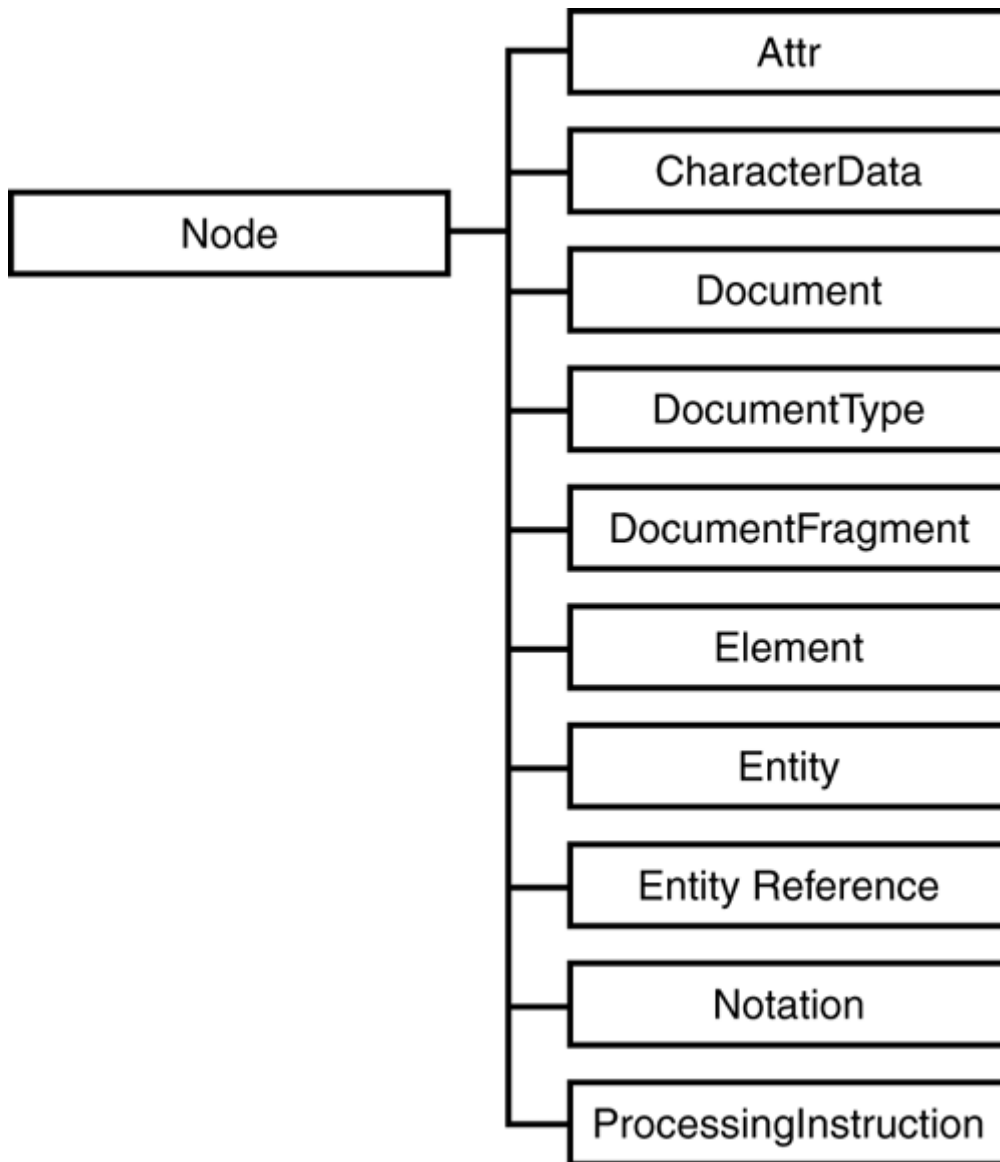 Node
Attr
CharacterData
Document
DocumentType
DocumentFragment
Element
Entity
Entity Reference
Notation
ProcessingInstruction